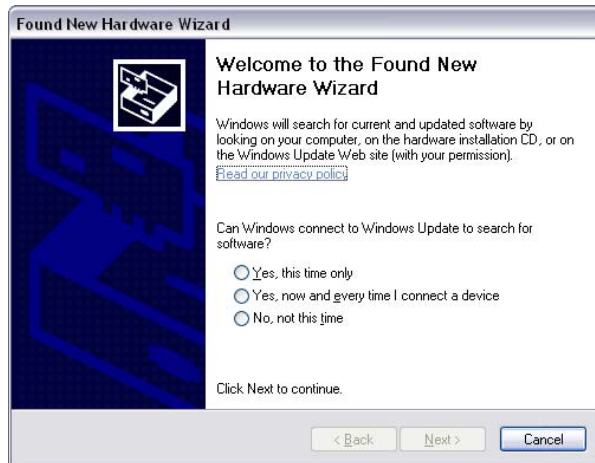 Found New Hardware Wizard
Welcome to the Found New
Hardware Wizard
Windows will search for current and updated software by
looking on your computer, on the hardware installation CD, or on
the Windows Update Web site (with your permission).
Read our privacy policy
Can Windows connect to Windows Update to search for
software?
Yes, this time only
Yes, now and every time I connect a device
No, not this time
Click Next to continue.
< Back
Next >
Cancel